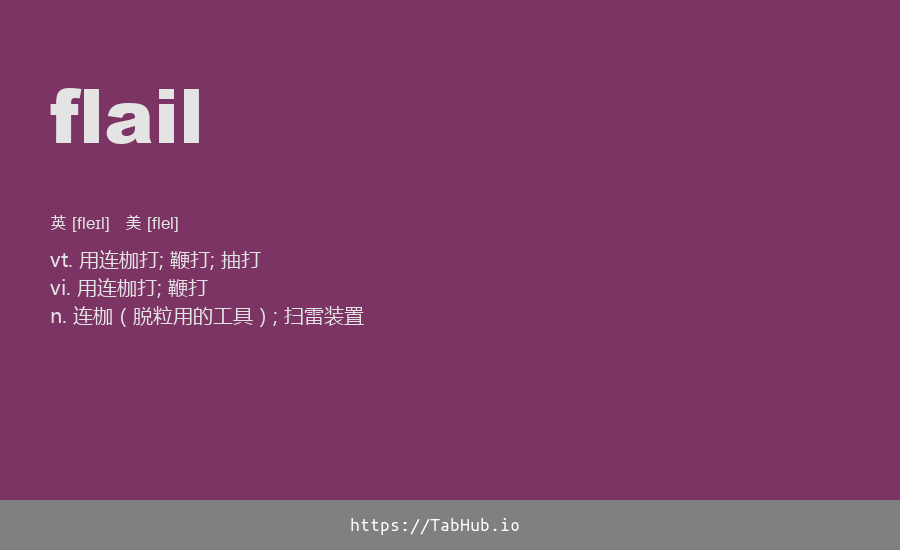 flail
英 [fleɪl] 美 [flel]
vt. 用连枷打; 鞭打; 抽打
vi. 用连枷打; 鞭打
n. 连枷 ( 脱粒用的工具 ) ; 扫雷装置
https://TabHub.io